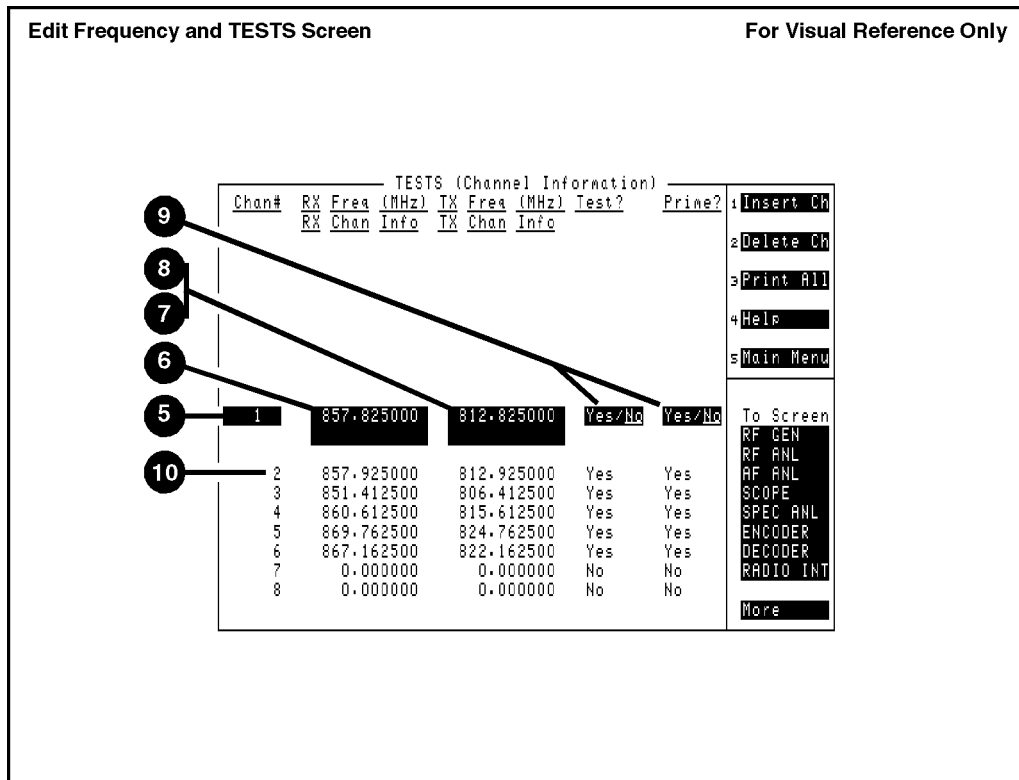 Edit Frequency and TESTS Screen For Visual Reference Only
TESTS (Channel Information)
Chan# RX Freq (MHz) TX Freq (MHz) Test? Prime?
RX Chan Info TX Chan Info
1 Insert Ch
2 Delete Ch
3 Print All
4 Help
5 Main Menu
9
8
7
6
5
10
1 857.825000 812.825000 Yes/No Yes/No
2 857.925000 812.925000 Yes Yes
3 851.412500 806.412500 Yes Yes
4 860.612500 815.612500 Yes Yes
5 869.762500 824.762500 Yes Yes
6 867.162500 822.162500 Yes Yes
7 0.000000 0.000000 No No
8 0.000000 0.000000 No No
To Screen
RF GEN
RF ANL
AF ANL
SCOPE
SPEC ANL
ENCODER
DECODER
RADIO INT
More